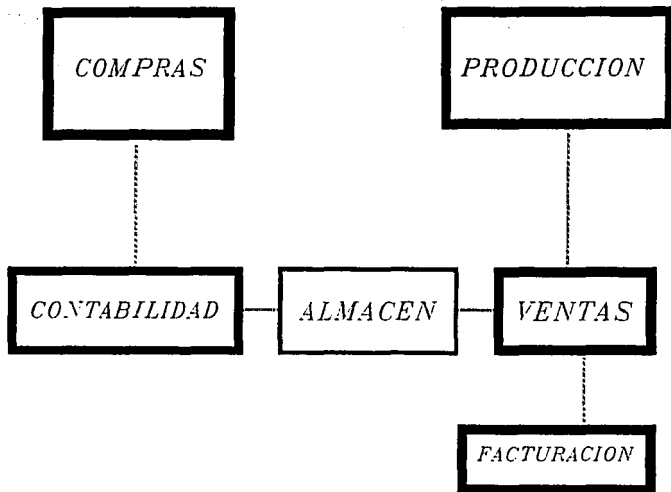 COMPRAS
PRODUCCION
CONTABILIDAD
ALMACEN
VENTAS
FACTURACION